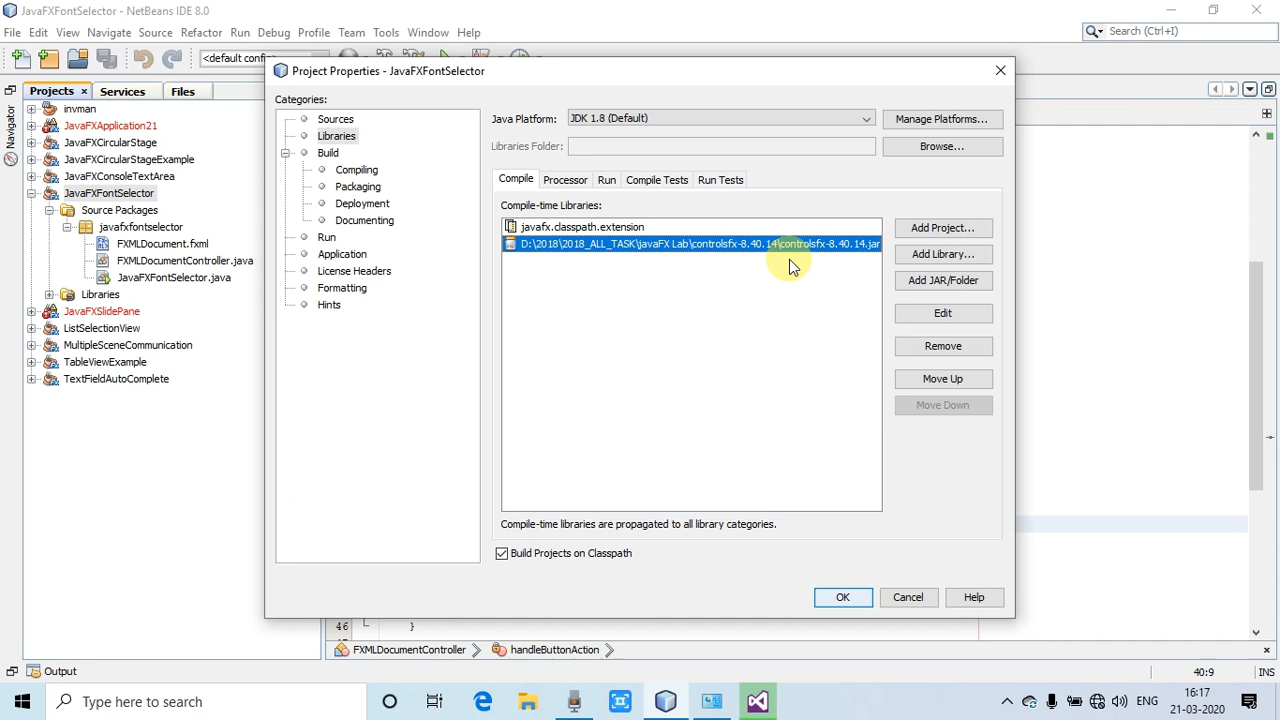 JavaFXFontSelector - NetBeans IDE 8.0
File Edit View Navigate Source Refactor Run Debug Profile Team Tools Window Help
Search (Ctrl+I)
<default config>
Project Properties - JavaFXFontSelector
Projects Services Files
Navigator
invman
JavaFXApplication21
JavaFXCircularStage
JavaFXCircularStageExample
JavaFXConsoleTextArea
JavaFXFontSelector
Source Packages
javafxfontselector
FXMLDocument.fxml
FXMLDocumentController.java
JavaFXFontSelector.java
Libraries
JavaFXSlidePane
ListSelectionView
MultipleSceneCommunication
TableViewExample
TextFieldAutoComplete
Categories:
Sources
Libraries
Build
Compiling
Packaging
Deployment
Documenting
Run
Application
License Headers
Formatting
Hints
Java Platform: JDK 1.8 (Default) Manage Platforms...
Libraries Folder: Browse...
Compile Processor Run Compile Tests Run Tests
Compile-time Libraries:
javafx.classpath.extension
D:\2018\2018_ALL_TASK\javaFX Lab\controlsfx-8.40.14\controlsfx-8.40.14.jar
Add Project...
Add Library...
Add JAR/Folder
Edit
Remove
Move Up
Move Down
Compile-time libraries are propagated to all library categories.
Build Projects on Classpath
OK Cancel Help
46 }
FXMLDocumentController handleButtonAction
Output
40:9 INS
Type here to search
ENG
16:17
21-03-2020